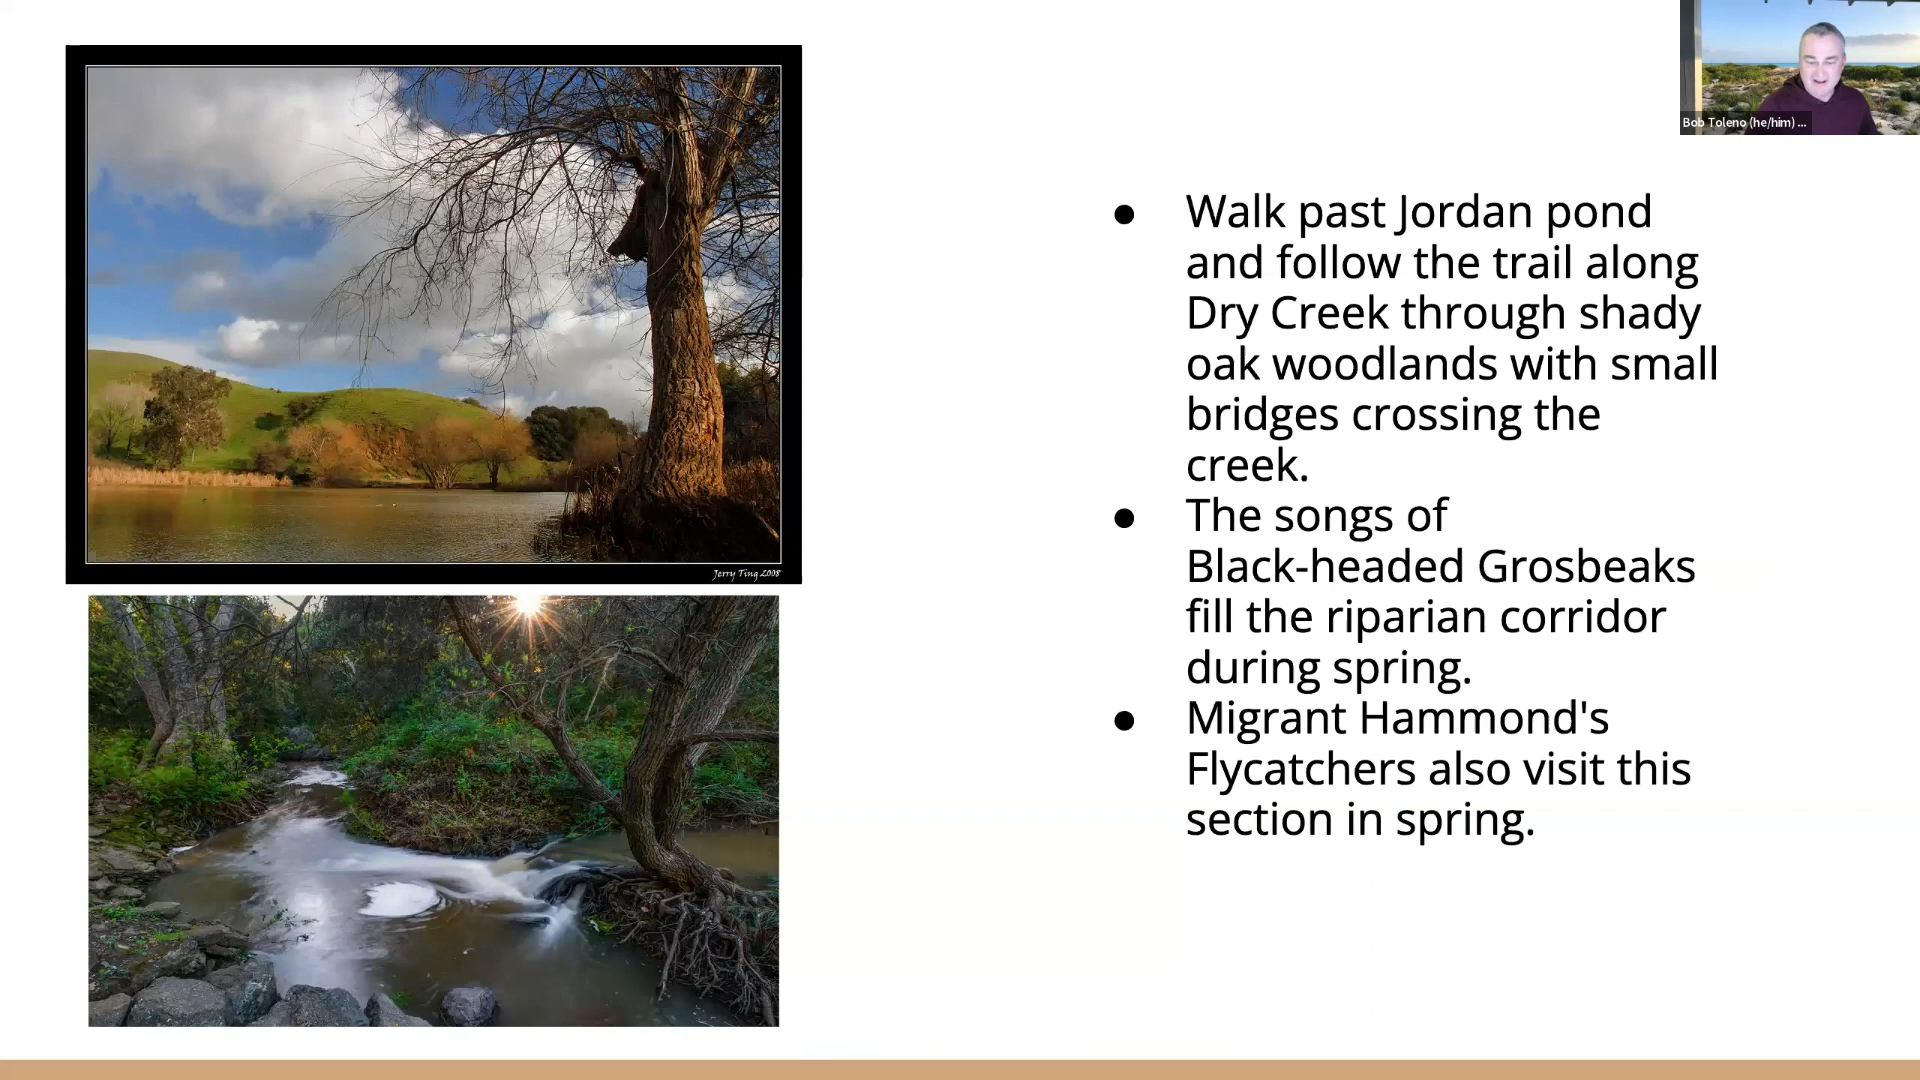 Bob Toleno (he/him) ...
● Walk past Jordan pond
and follow the trail along
Dry Creek through shady
oak woodlands with small
bridges crossing the
creek.
● The songs of
Black-headed Grosbeaks
fill the riparian corridor
during spring.
● Migrant Hammond's
Flycatchers also visit this
section in spring.
Jerry Ting 2008